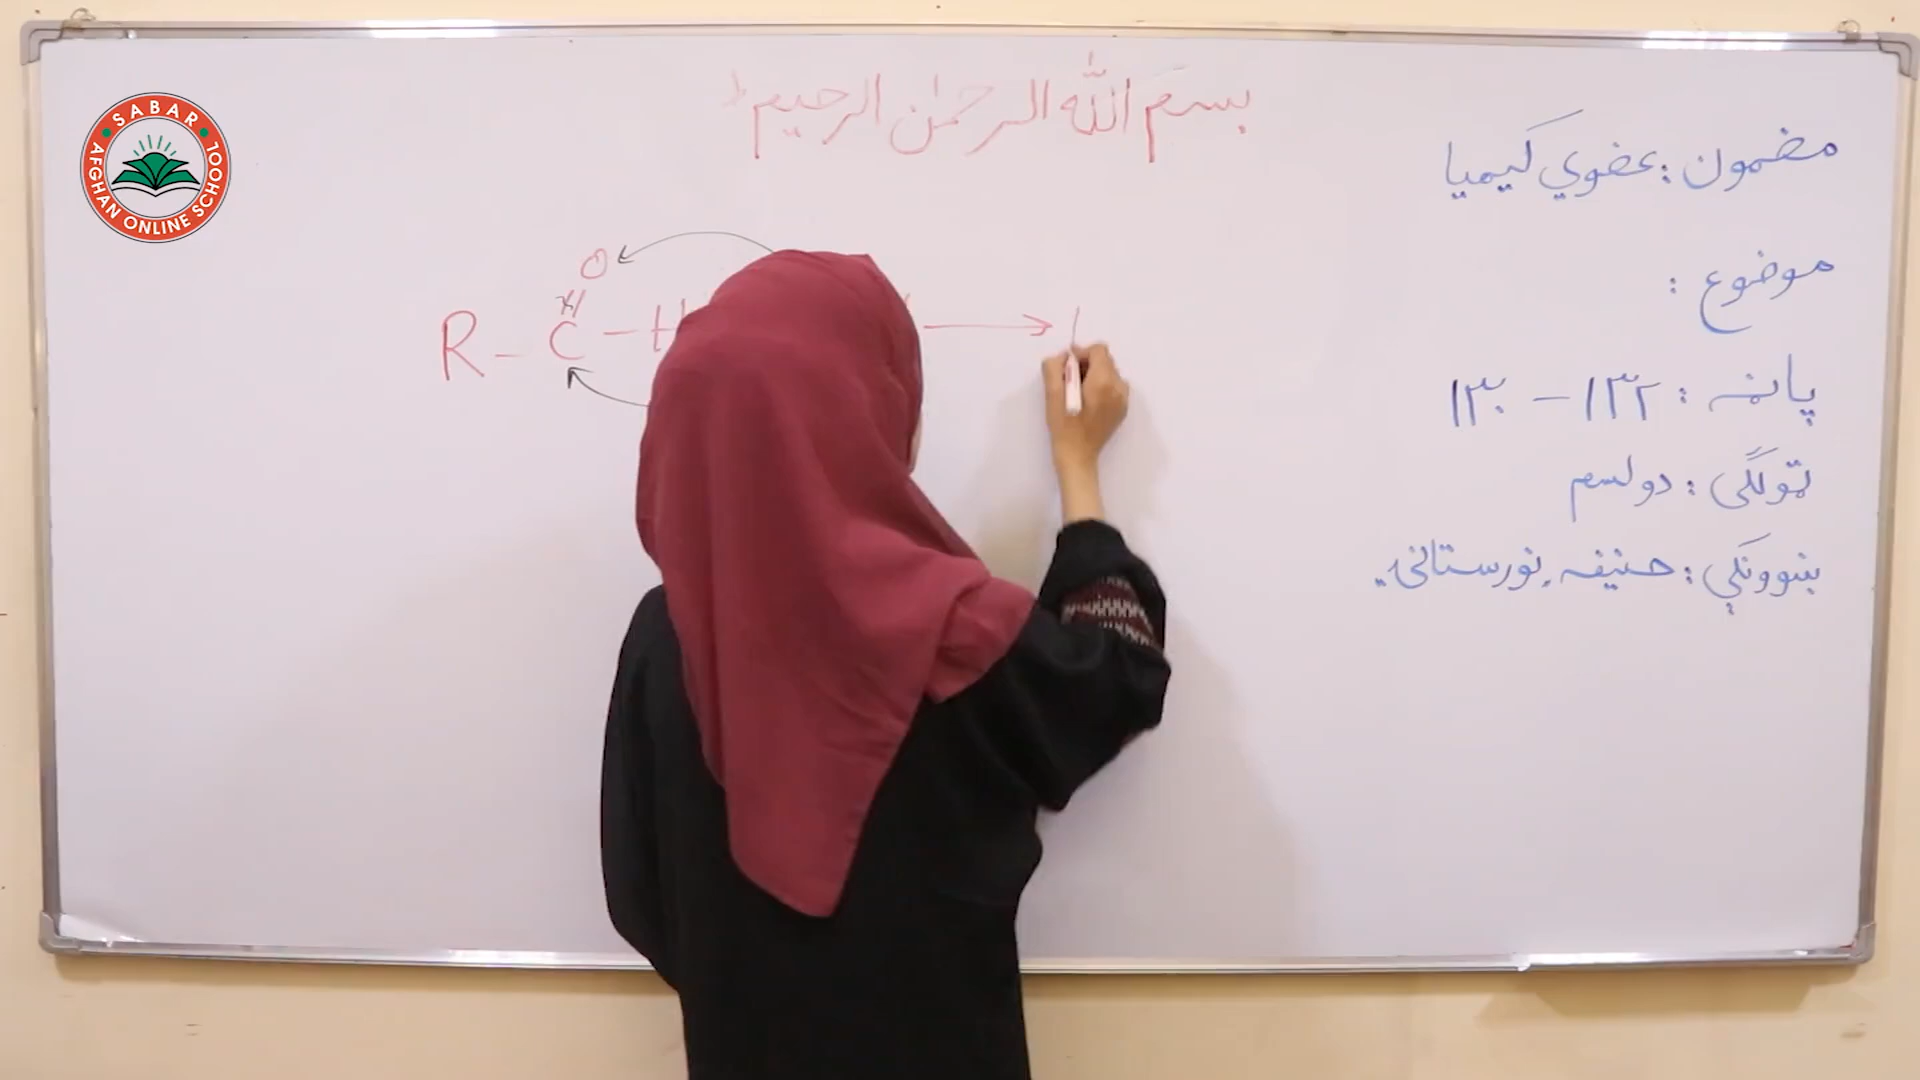 SABAR
AFGHAN ONLINE SCHOOL
بسم الله الرحمن الرحیم
مضمون : عضوي کیمیا
موضوع :
پاڼه : ۱۳۲ – ۱۳۰
ټولګی : دولسم
ښوونکې : حنیفه نورستانۍ
O
R – C – H